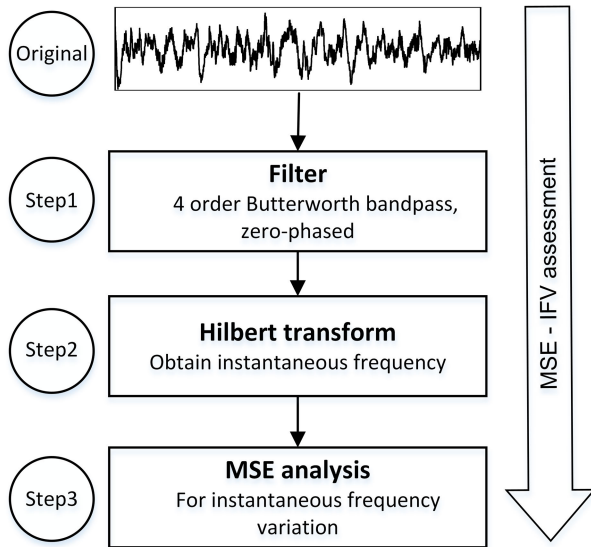 Original
Step1
Filter
4 order Butterworth bandpass,
zero-phased
Step2
Hilbert transform
Obtain instantaneous frequency
Step3
MSE analysis
For instantaneous frequency
variation
MSE - IFV assessment